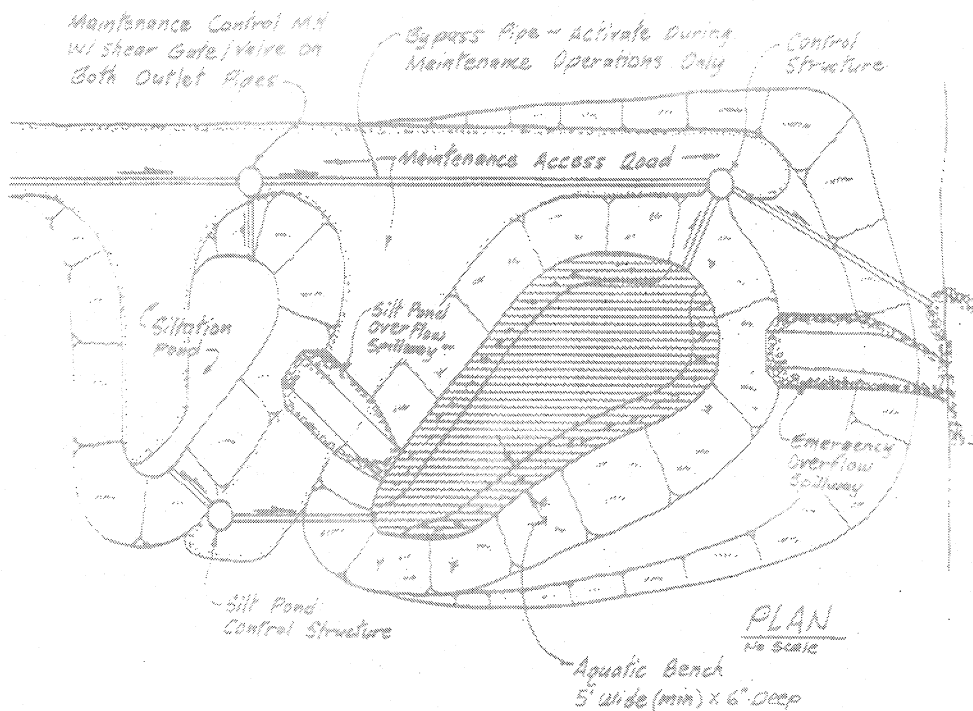 Maintenance Control MH
w/ Shear Gate/Valve on
Both Outlet Pipes
Bypass Pipe - Activate During
Maintenance Operations Only
Control
Structure
Maintenance Access Road
Siltation
Pond
Silt Pond
Overflow
Spillway
Emergency
Overflow
Spillway
Silt Pond
Control Structure
PLAN
No Scale
Aquatic Bench
5' Wide (min) x 6" Deep